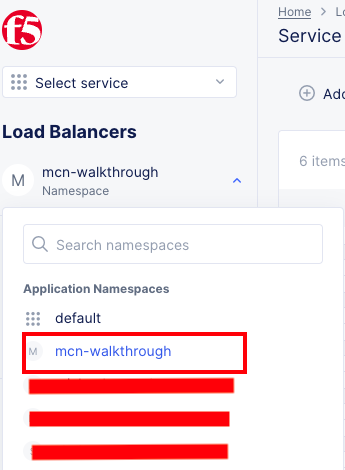 f5
Home > Lo
Service
Select service
Add
Load Balancers
M
mcn-walkthrough
Namespace
6 items
Search namespaces
Application Namespaces
default
M mcn-walkthrough